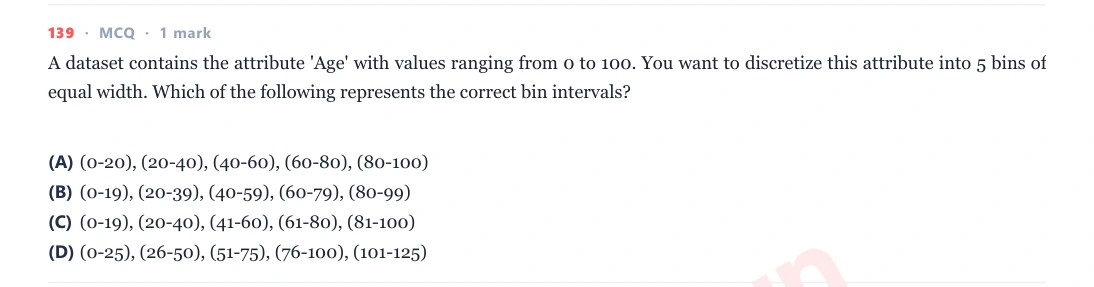 139 · MCQ · 1 mark
A dataset contains the attribute 'Age' with values ranging from 0 to 100. You want to discretize this attribute into 5 bins of
equal width. Which of the following represents the correct bin intervals?
(A) (0-20), (20-40), (40-60), (60-80), (80-100)
(B) (0-19), (20-39), (40-59), (60-79), (80-99)
(C) (0-19), (20-40), (41-60), (61-80), (81-100)
(D) (0-25), (26-50), (51-75), (76-100), (101-125)